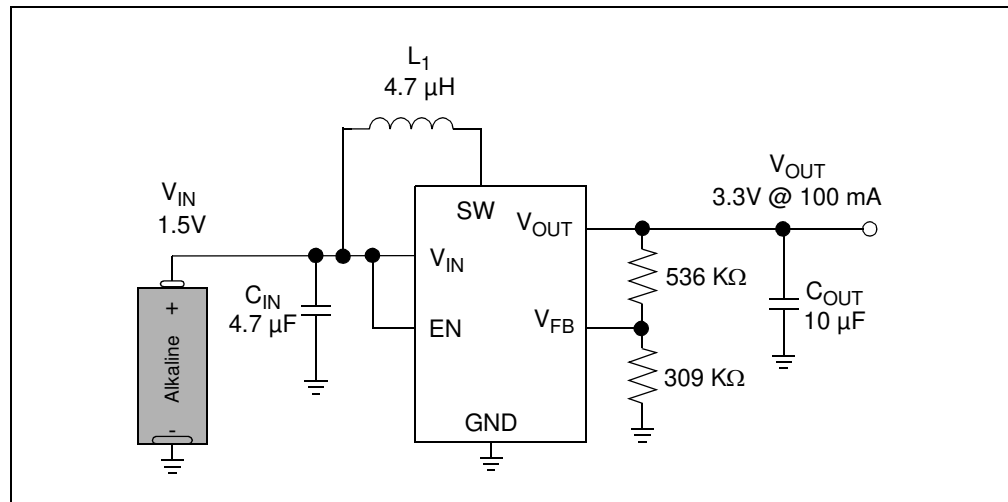 L1
4.7 µH
VIN
1.5V
VOUT
3.3V @ 100 mA
SW
VOUT
VIN
536 KΩ
CIN
4.7 µF
COUT
10 µF
+
Alkaline
-
EN
VFB
309 KΩ
GND